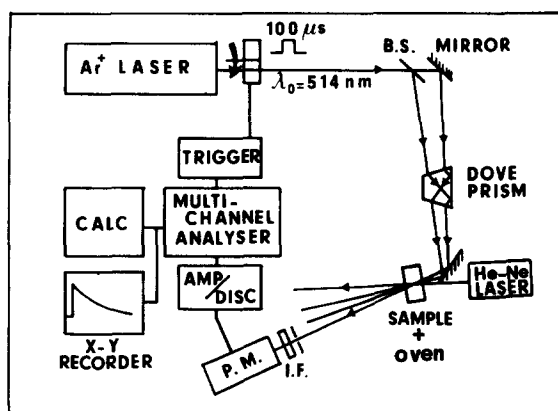 100 μs
B.S. MIRROR
Ar+ LASER
λ₀=514 nm
TRIGGER
DOVE
PRISM
CALC
MULTI-
CHANNEL
ANALYSER
AMP/
DISC
He-Ne
LASER
SAMPLE
+
oven
X-Y
RECORDER
P.M.
I.F.